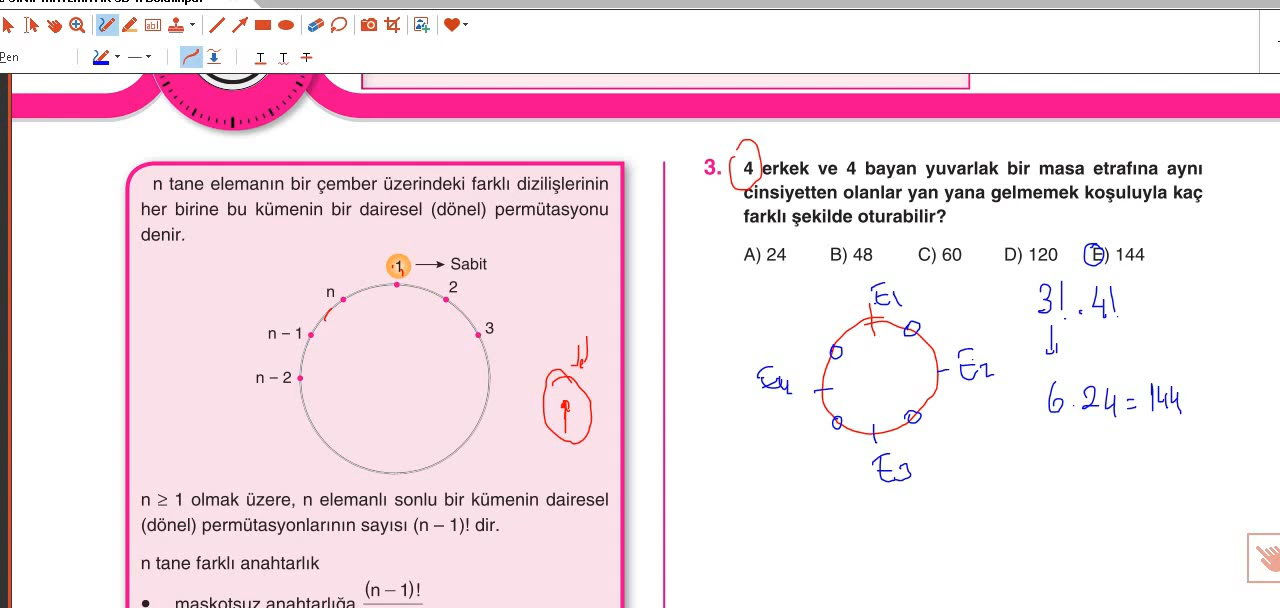 Pen
n tane elemanın bir çember üzerindeki farklı dizilişlerinin
her birine bu kümenin bir dairesel (dönel) permütasyonu
denir.
1 → Sabit
n
2
n – 1
3
n – 2
n ≥ 1 olmak üzere, n elemanlı sonlu bir kümenin dairesel
(dönel) permütasyonlarının sayısı (n – 1)! dir.
n tane farklı anahtarlık
• maskotsuz anahtarlığa (n – 1)!
3. 4 erkek ve 4 bayan yuvarlak bir masa etrafına aynı
cinsiyetten olanlar yan yana gelmemek koşuluyla kaç
farklı şekilde oturabilir?
A) 24 B) 48 C) 60 D) 120 E) 144
E1
3! . 4!
E2
E4
6 . 24 = 144
E3